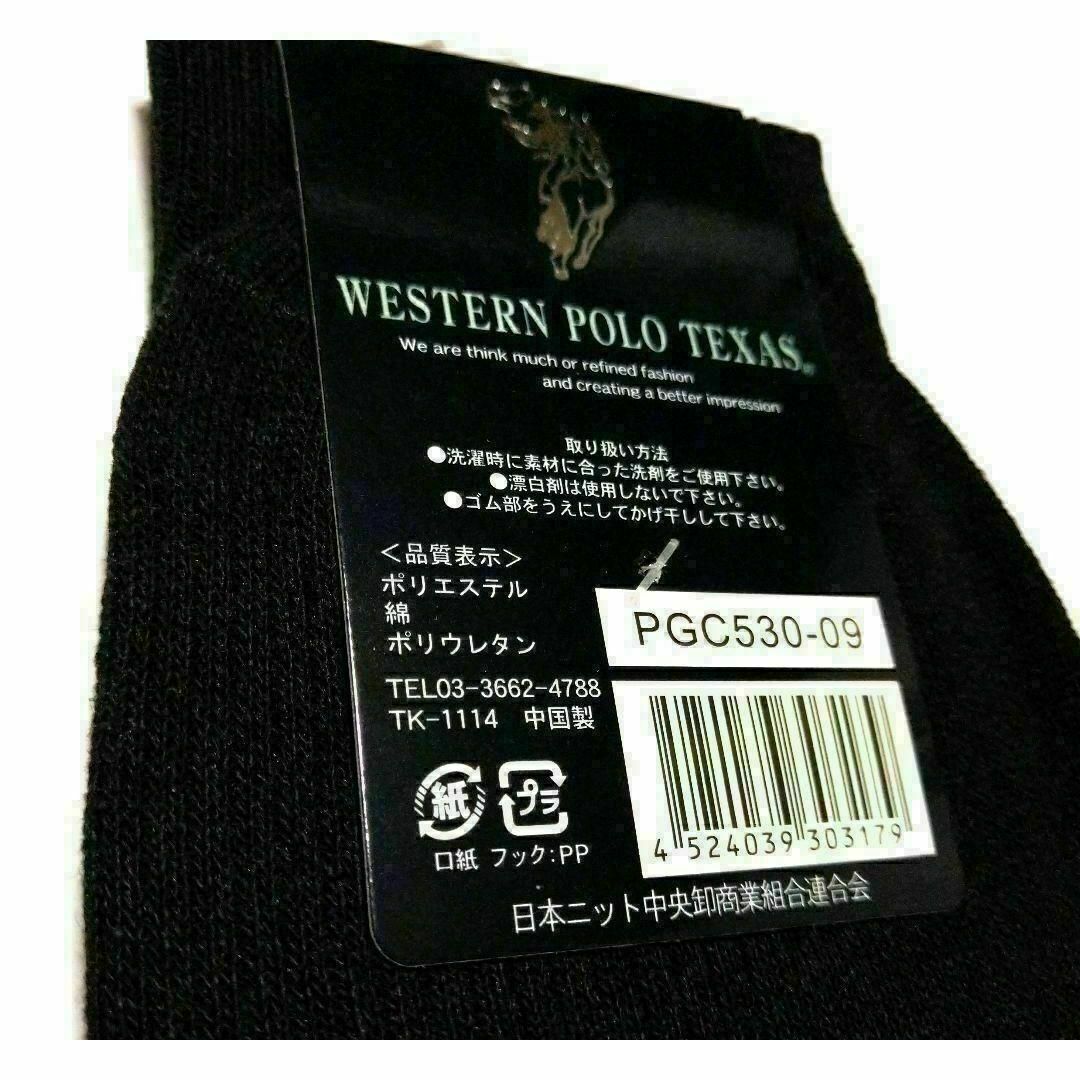 WESTERN POLO TEXAS®
We are think much or refined fashion
and creating a better impression
取り扱い方法
●洗濯時に素材に合った洗剤をご使用下さい。
●漂白剤は使用しないで下さい。
●ゴム部をうえにしてかげ干しして下さい。
＜品質表示＞
ポリエステル
綿
ポリウレタン
PGC530-09
TEL03-3662-4788
TK-1114 中国製
紙 プラ
口紙 フック:PP
4 524039 303179
日本ニット中央卸商業組合連合会